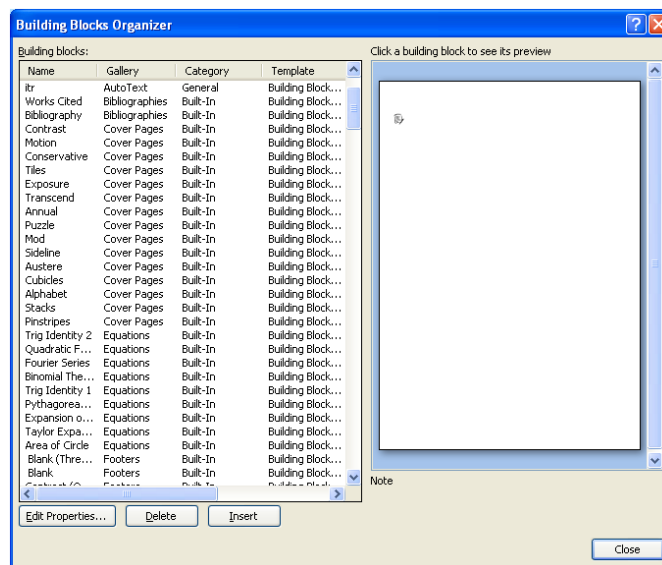 Building Blocks Organizer
Building blocks:
Click a building block to see its preview
Name Gallery Category Template
itr AutoText General Building Block...
Works Cited Bibliographies Built-In Building Block...
Bibliography Bibliographies Built-In Building Block...
Contrast Cover Pages Built-In Building Block...
Motion Cover Pages Built-In Building Block...
Conservative Cover Pages Built-In Building Block...
Tiles Cover Pages Built-In Building Block...
Exposure Cover Pages Built-In Building Block...
Transcend Cover Pages Built-In Building Block...
Annual Cover Pages Built-In Building Block...
Puzzle Cover Pages Built-In Building Block...
Mod Cover Pages Built-In Building Block...
Sideline Cover Pages Built-In Building Block...
Austere Cover Pages Built-In Building Block...
Cubicles Cover Pages Built-In Building Block...
Alphabet Cover Pages Built-In Building Block...
Stacks Cover Pages Built-In Building Block...
Pinstripes Cover Pages Built-In Building Block...
Trig Identity 2 Equations Built-In Building Block...
Quadratic F... Equations Built-In Building Block...
Fourier Series Equations Built-In Building Block...
Binomial The... Equations Built-In Building Block...
Trig Identity 1 Equations Built-In Building Block...
Pythagorea... Equations Built-In Building Block...
Expansion o... Equations Built-In Building Block...
Taylor Expa... Equations Built-In Building Block...
Area of Circle Equations Built-In Building Block...
Blank (Thre... Footers Built-In Building Block...
Blank Footers Built-In Building Block...
Note
Edit Properties... Delete Insert
Close